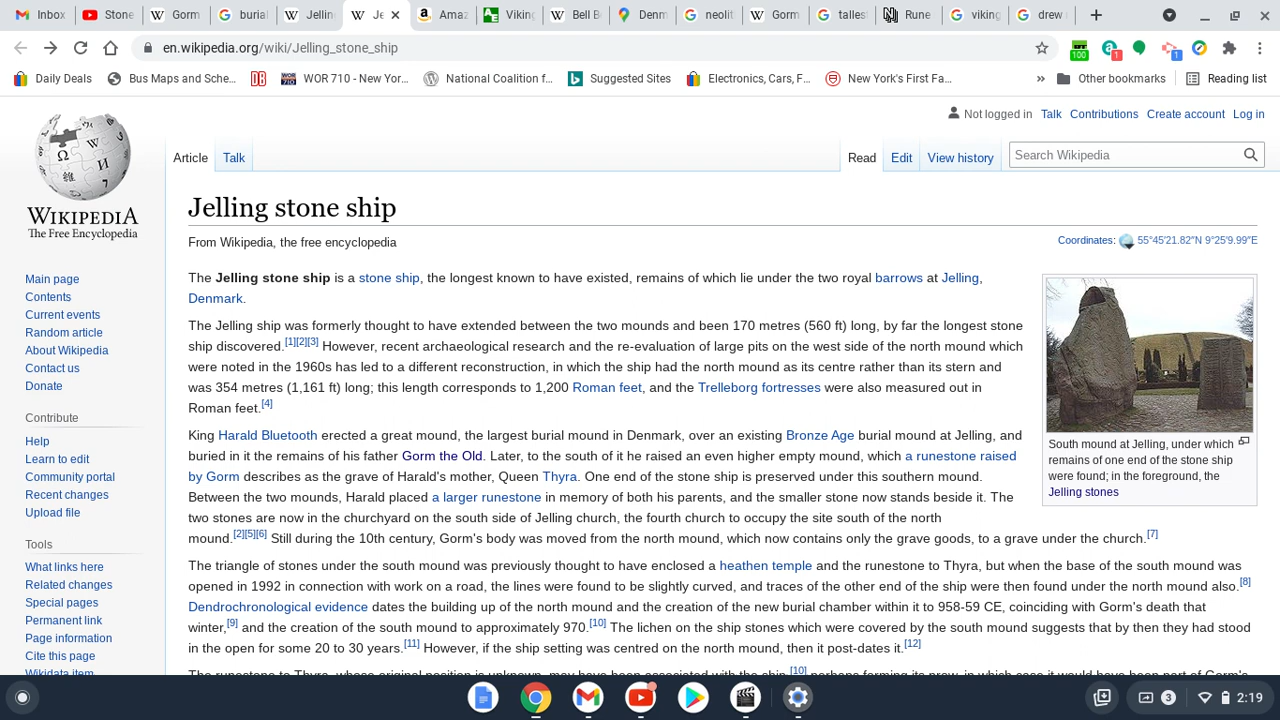 Inbox
Stone
Gorm
burial
Jellin
Je
Amaz
Viking
Bell B
Denm
neolit
Gorm
tallest
Rune
viking
drew
en.wikipedia.org/wiki/Jelling_stone_ship
100
1
1
Daily Deals
Bus Maps and Sche...
WOR 710 - New Yor...
National Coalition f...
Suggested Sites
Electronics, Cars, F...
New York's First Fa...
» Other bookmarks
Reading list
Not logged in Talk Contributions Create account Log in
Article Talk
Read Edit View history
Search Wikipedia
WIKIPEDIA
The Free Encyclopedia
Main page
Contents
Current events
Random article
About Wikipedia
Contact us
Donate
Contribute
Help
Learn to edit
Community portal
Recent changes
Upload file
Tools
What links here
Related changes
Special pages
Permanent link
Page information
Cite this page
Wikidata item
Jelling stone ship
From Wikipedia, the free encyclopedia
Coordinates: 55°45′21.82″N 9°25′9.99″E
The Jelling stone ship is a stone ship, the longest known to have existed, remains of which lie under the two royal barrows at Jelling,
Denmark.
The Jelling ship was formerly thought to have extended between the two mounds and been 170 metres (560 ft) long, by far the longest stone
ship discovered.[1][2][3] However, recent archaeological research and the re-evaluation of large pits on the west side of the north mound which
were noted in the 1960s has led to a different reconstruction, in which the ship had the north mound as its centre rather than its stern and
was 354 metres (1,161 ft) long; this length corresponds to 1,200 Roman feet, and the Trelleborg fortresses were also measured out in
Roman feet.[4]
King Harald Bluetooth erected a great mound, the largest burial mound in Denmark, over an existing Bronze Age burial mound at Jelling, and
buried in it the remains of his father Gorm the Old. Later, to the south of it he raised an even higher empty mound, which a runestone raised
by Gorm describes as the grave of Harald's mother, Queen Thyra. One end of the stone ship is preserved under this southern mound.
Between the two mounds, Harald placed a larger runestone in memory of both his parents, and the smaller stone now stands beside it. The
two stones are now in the churchyard on the south side of Jelling church, the fourth church to occupy the site south of the north
mound.[2][5][6] Still during the 10th century, Gorm's body was moved from the north mound, which now contains only the grave goods, to a grave under the church.[7]
South mound at Jelling, under which
remains of one end of the stone ship
were found; in the foreground, the
Jelling stones
The triangle of stones under the south mound was previously thought to have enclosed a heathen temple and the runestone to Thyra, but when the base of the south mound was
opened in 1992 in connection with work on a road, the lines were found to be slightly curved, and traces of the other end of the ship were then found under the north mound also.[8]
Dendrochronological evidence dates the building up of the north mound and the creation of the new burial chamber within it to 958-59 CE, coinciding with Gorm's death that
winter,[9] and the creation of the south mound to approximately 970.[10] The lichen on the ship stones which were covered by the south mound suggests that by then they had stood
in the open for some 20 to 30 years.[11] However, if the ship setting was centred on the north mound, then it post-dates it.[12]
3
2:19